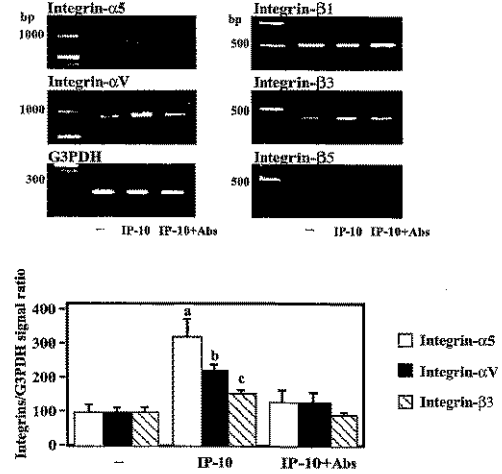 Integrin-α5
bp
1000
Integrin-αV
1000
G3PDH
300
– IP-10 IP-10+Abs
Integrin-β1
500
Integrin-β3
500
Integrin-β5
500
– IP-10 IP-10+Abs
Integrins/G3PDH signal ratio
400
300
200
100
0
a
b
c
– IP-10 IP-10+Abs
Integrin-α5
Integrin-αV
Integrin-β3